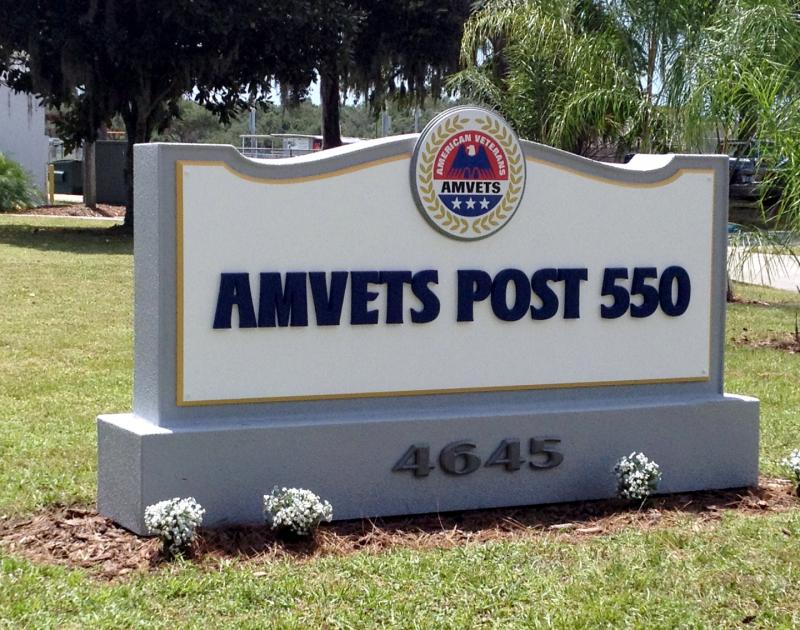 AMERICAN VETERANS
AMVETS
AMVETS POST 550
4645